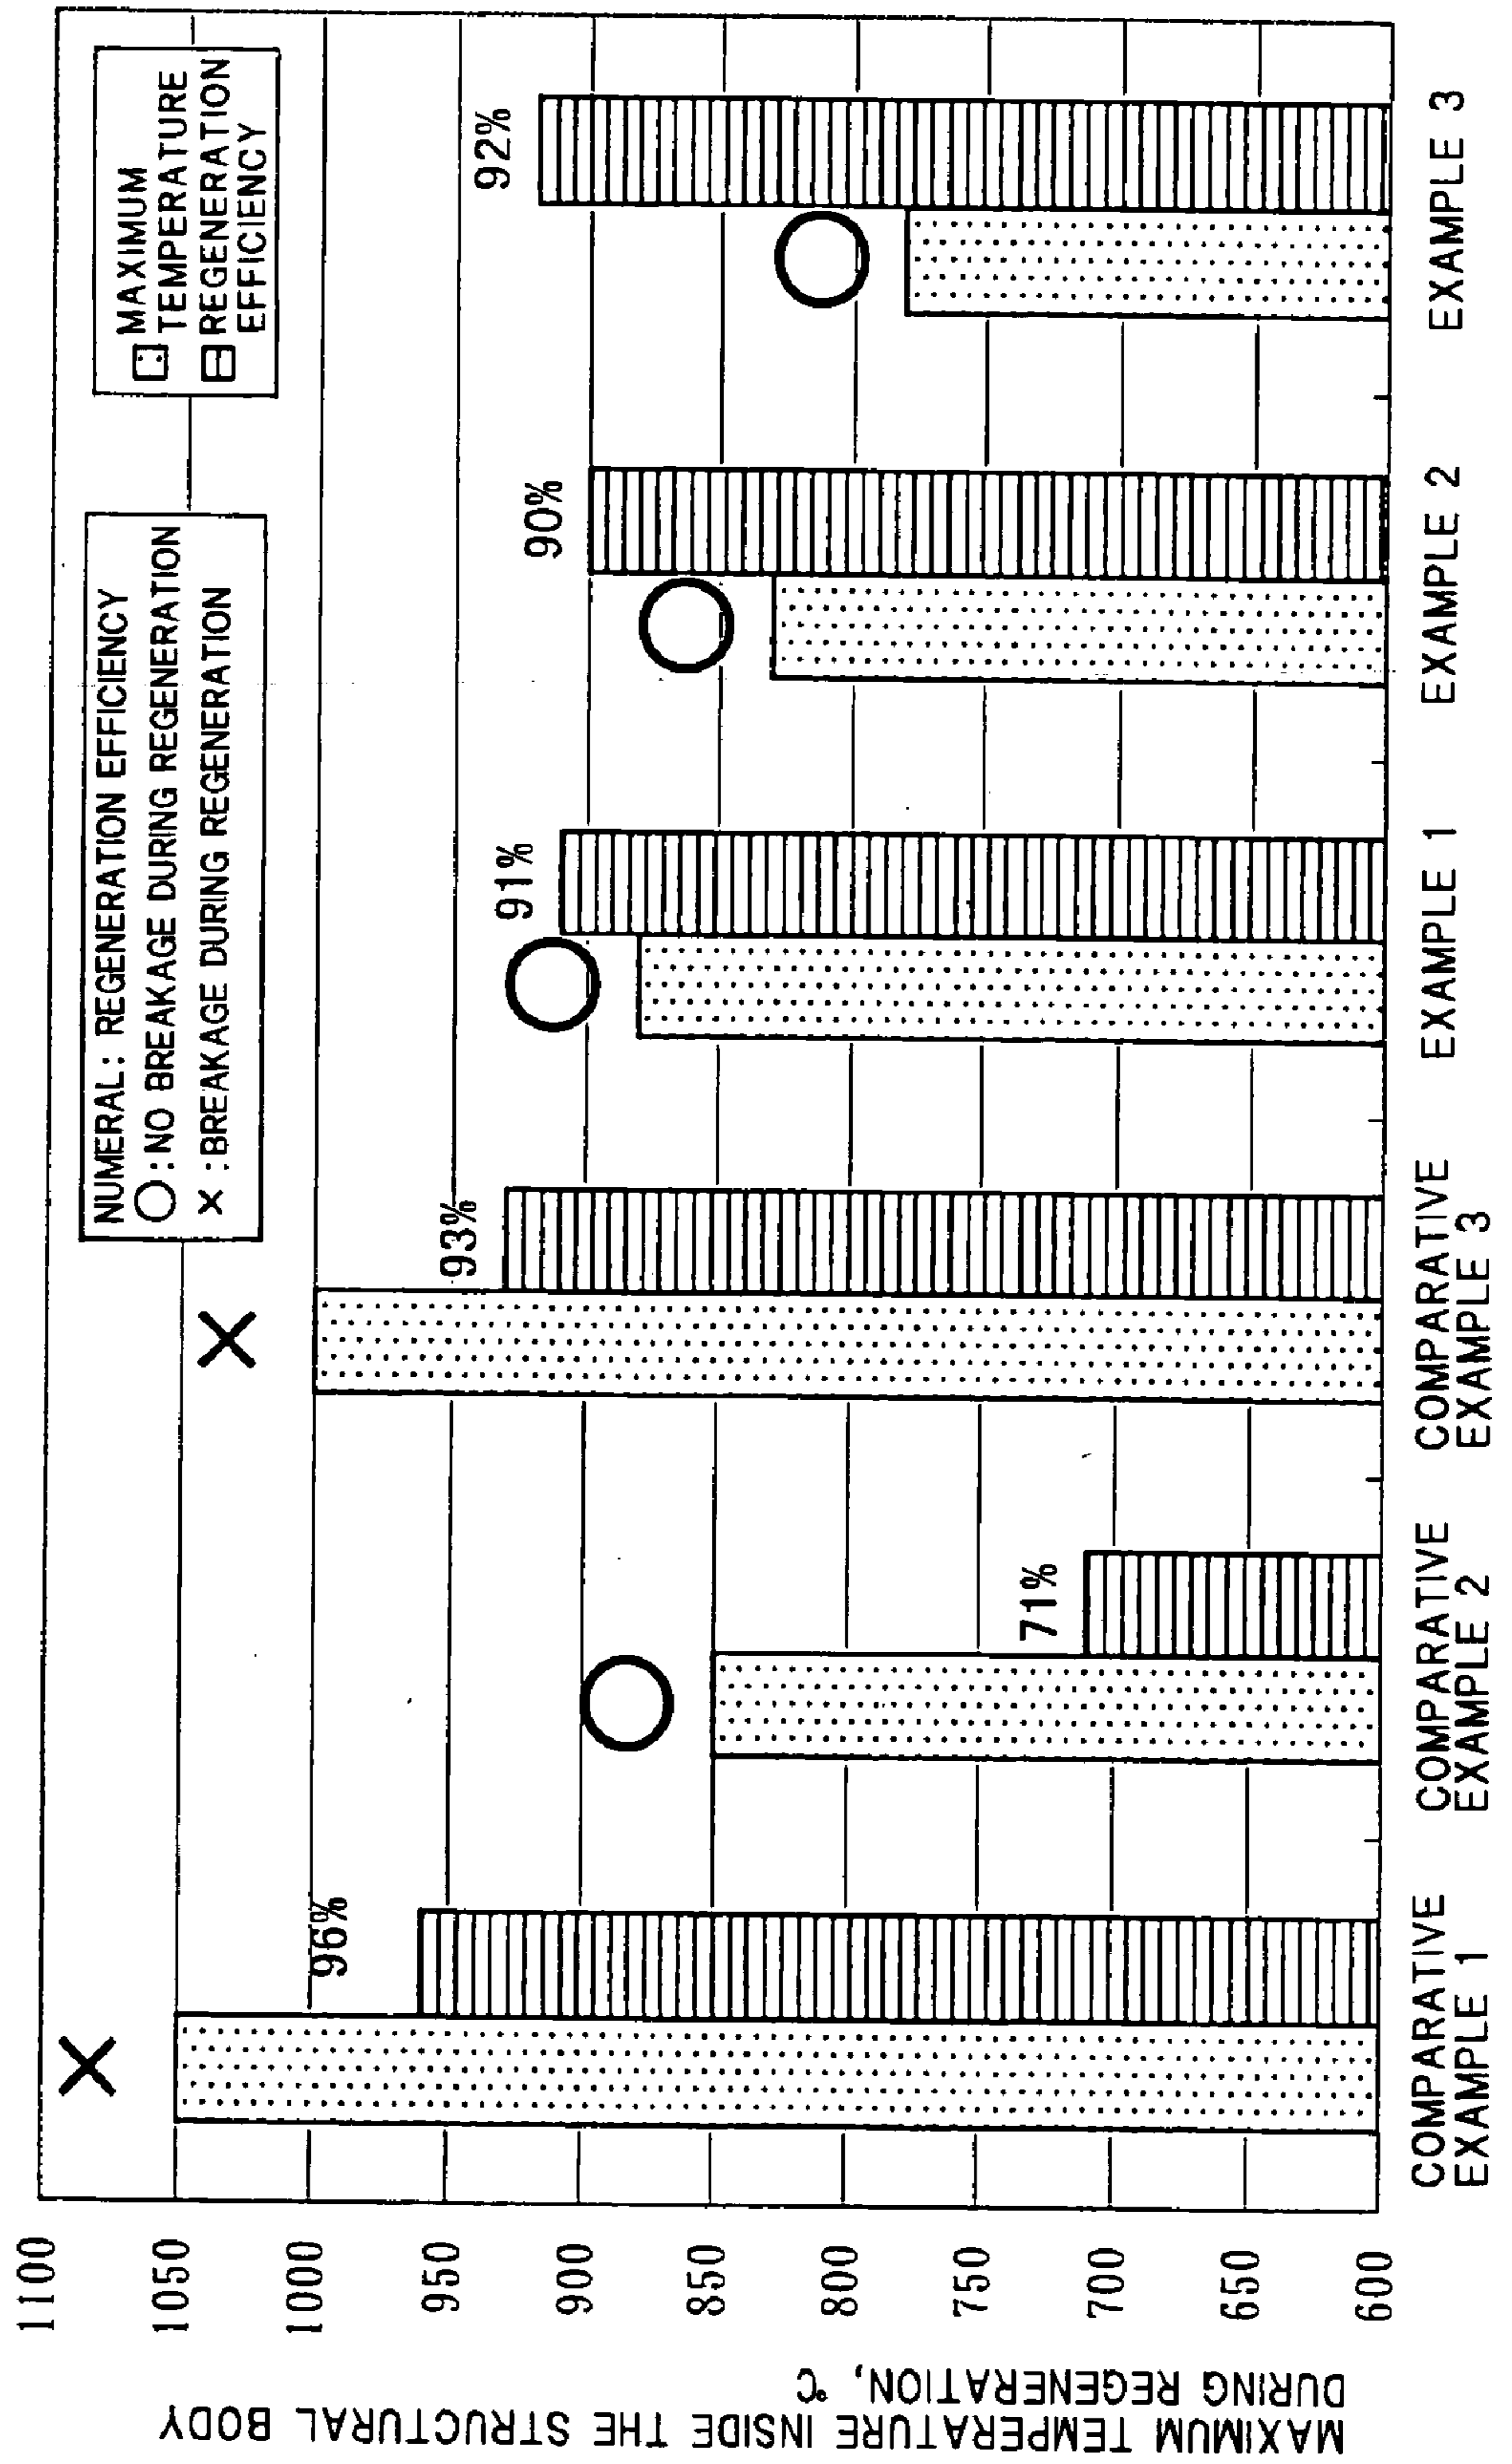 MAXIMUM TEMPERATURE INSIDE THE STRUCTURAL BODY
DURING REGENERATION, °C
1100
1050
1000
950
900
850
800
750
700
650
600
NUMERAL: REGENERATION EFFICIENCY
○: NO BREAKAGE DURING REGENERATION
×: BREAKAGE DURING REGENERATION
MAXIMUM
TEMPERATURE
REGENERATION
EFFICIENCY
96%
71%
93%
91%
90%
92%
COMPARATIVE
EXAMPLE 1
COMPARATIVE
EXAMPLE 2
COMPARATIVE
EXAMPLE 3
EXAMPLE 1
EXAMPLE 2
EXAMPLE 3